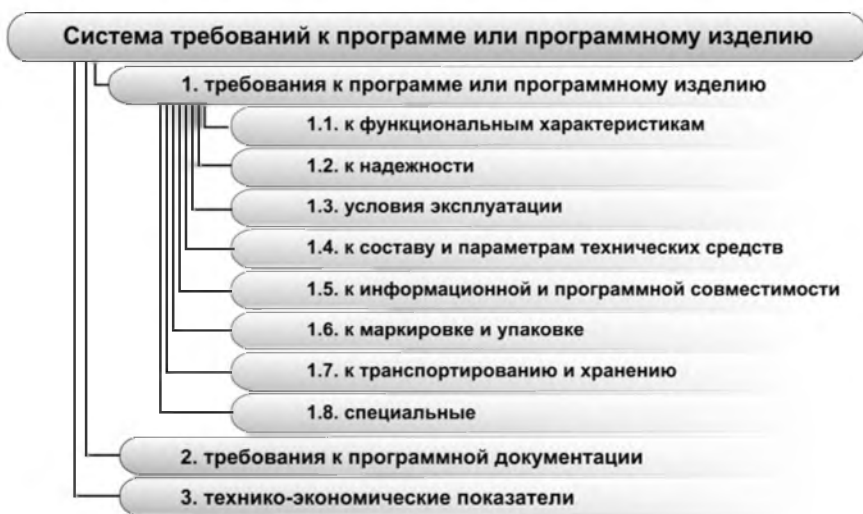 Система требований к программе или программному изделию
1. требования к программе или программному изделию
1.1. к функциональным характеристикам
1.2. к надежности
1.3. условия эксплуатации
1.4. к составу и параметрам технических средств
1.5. к информационной и программной совместимости
1.6. к маркировке и упаковке
1.7. к транспортированию и хранению
1.8. специальные
2. требования к программной документации
3. технико-экономические показатели